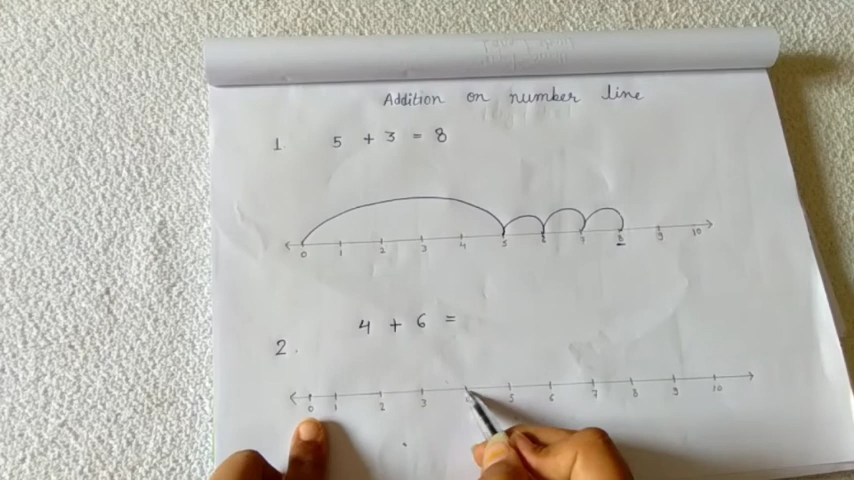 Addition on number line
1. 5 + 3 = 8
0 1 2 3 4 5 6 7 8 9 10
2. 4 + 6 =
0 1 2 3 5 6 7 8 9 10